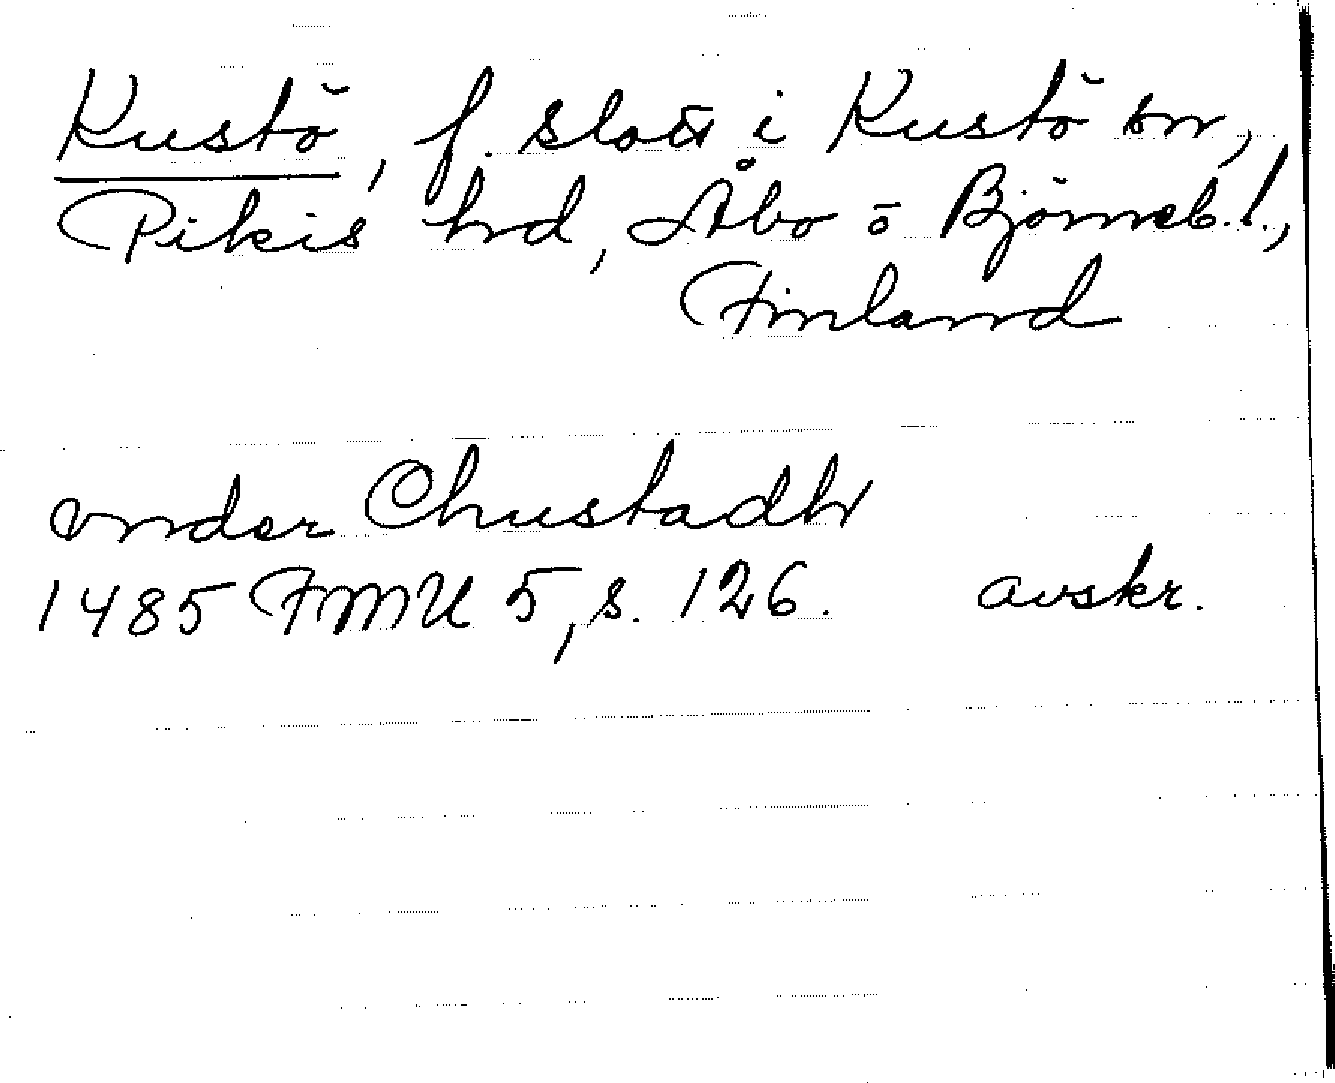 Kustö, f. slott i Kustö sn,
Pikis hd, Åbo o Björneb. l.,
Finland
vnder Chustadh
1485 FMU 5, s. 126. avskr.